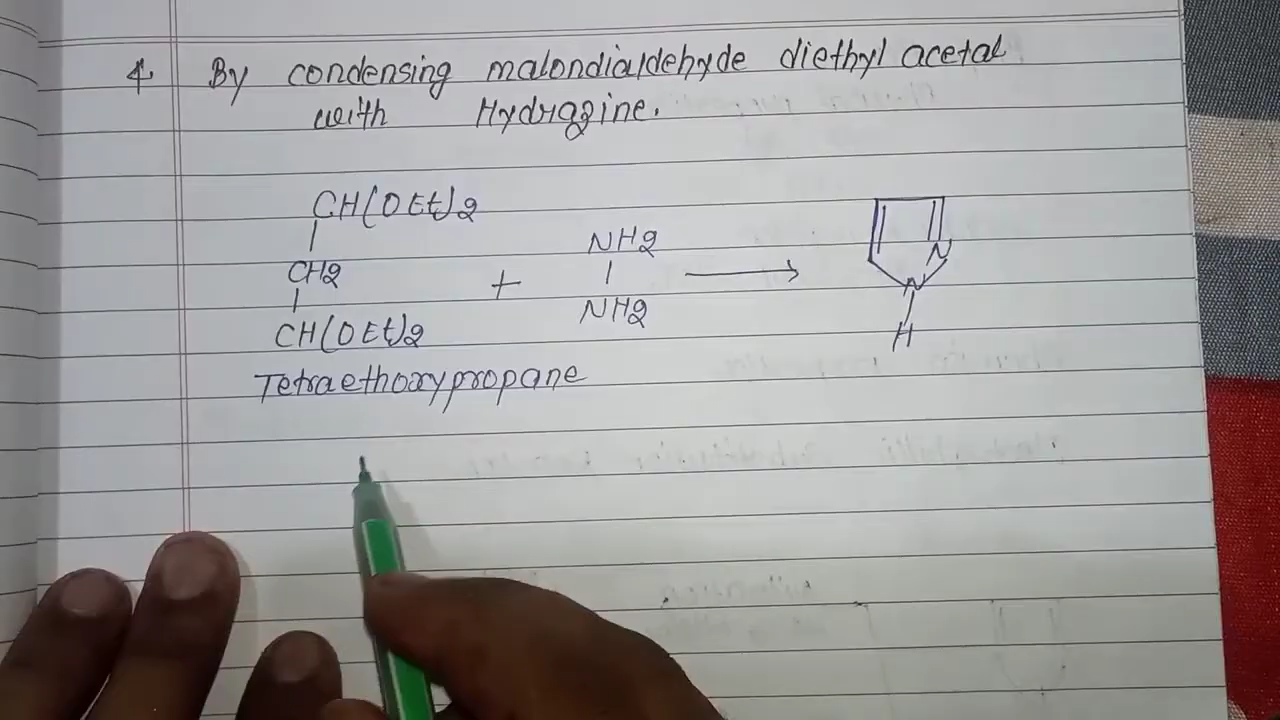 4. By condensing malondialdehyde diethyl acetal
with Hydrazine.
CH(OEt)2
CH2
CH(OEt)2
+
NH2
NH2
N
N
H
Tetraethoxypropane